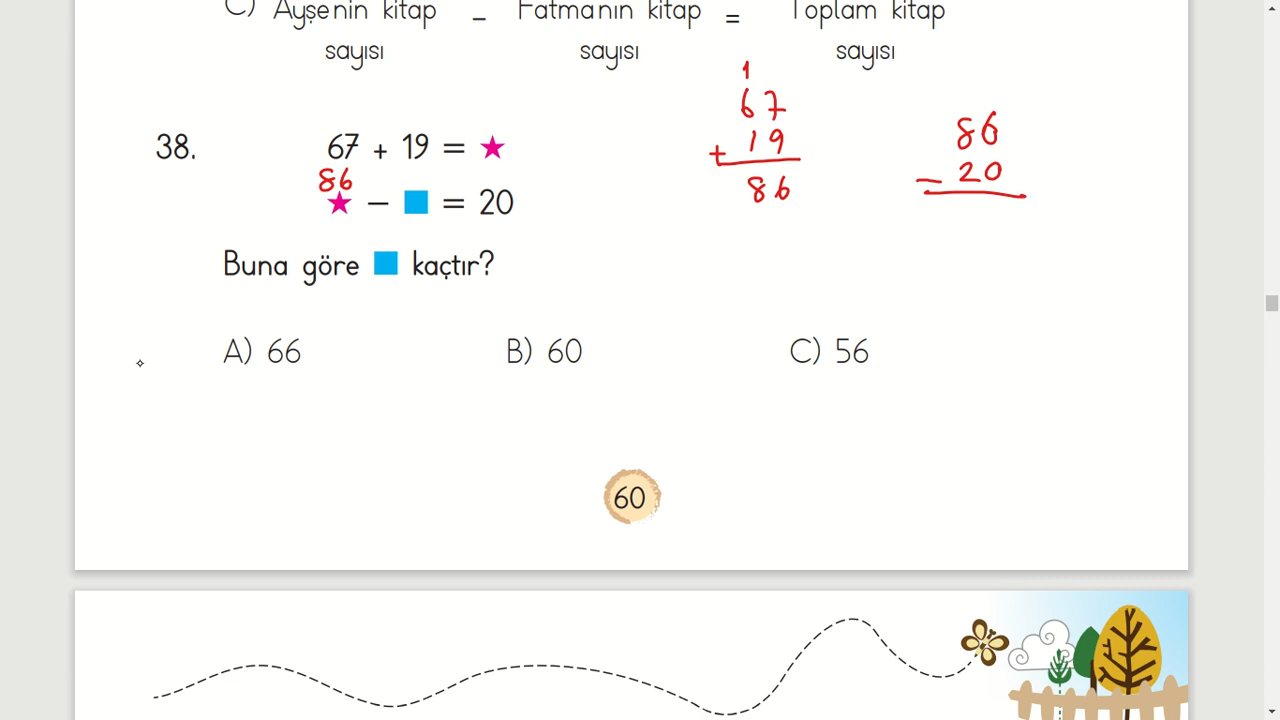 C) Ayşenin kitap – Fatmanın kitap = Toplam kitap
sayısı sayısı sayısı
38. 67 + 19 = ★
86
★ – ■ = 20
Buna göre ■ kaçtır?
1
67
+ 19
86
86
– 20
A) 66 B) 60 C) 56
60